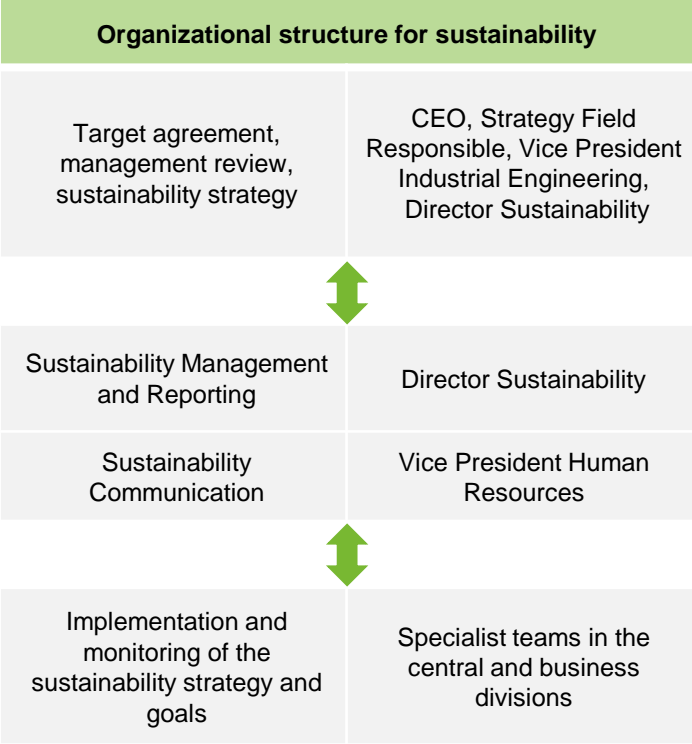 Organizational structure for sustainability
Target agreement,
management review,
sustainability strategy
CEO, Strategy Field
Responsible, Vice President
Industrial Engineering,
Director Sustainability
Sustainability Management
and Reporting
Director Sustainability
Sustainability
Communication
Vice President Human
Resources
Implementation and
monitoring of the
sustainability strategy and
goals
Specialist teams in the
central and business
divisions